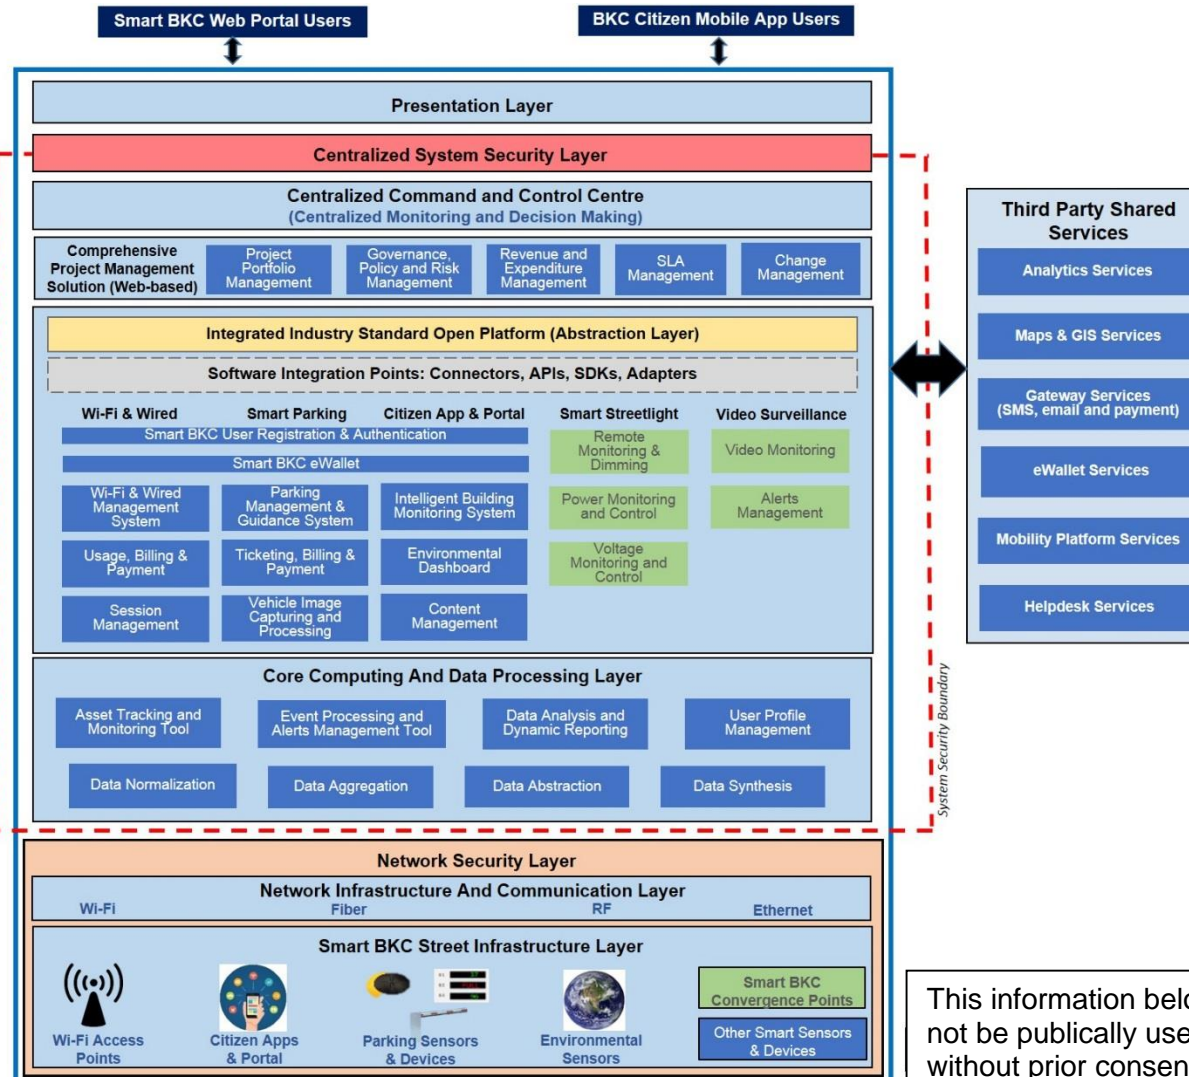 Smart BKC Web Portal Users
BKC Citizen Mobile App Users
Presentation Layer
Centralized System Security Layer
Centralized Command and Control Centre
(Centralized Monitoring and Decision Making)
Comprehensive
Project Management
Solution (Web-based)
Project
Portfolio
Management
Governance,
Policy and Risk
Management
Revenue and
Expenditure
Management
SLA
Management
Change
Management
Integrated Industry Standard Open Platform (Abstraction Layer)
Software Integration Points: Connectors, APIs, SDKs, Adapters
Wi-Fi & Wired
Smart Parking
Citizen App & Portal
Smart Streetlight
Video Surveillance
Smart BKC User Registration & Authentication
Smart BKC eWallet
Wi-Fi & Wired
Management
System
Parking
Management &
Guidance System
Intelligent Building
Monitoring System
Usage, Billing &
Payment
Ticketing, Billing &
Payment
Environmental
Dashboard
Session
Management
Vehicle Image
Capturing and
Processing
Content
Management
Remote
Monitoring &
Dimming
Power Monitoring
and Control
Voltage
Monitoring and
Control
Video Monitoring
Alerts
Management
Core Computing And Data Processing Layer
Asset Tracking and
Monitoring Tool
Event Processing and
Alerts Management Tool
Data Analysis and
Dynamic Reporting
User Profile
Management
Data Normalization
Data Aggregation
Data Abstraction
Data Synthesis
System Security Boundary
Third Party Shared
Services
Analytics Services
Maps & GIS Services
Gateway Services
(SMS, email and payment)
eWallet Services
Mobility Platform Services
Helpdesk Services
Network Security Layer
Network Infrastructure And Communication Layer
Wi-Fi
Fiber
RF
Ethernet
Smart BKC Street Infrastructure Layer
Wi-Fi Access
Points
Citizen Apps
& Portal
Parking Sensors
& Devices
Environmental
Sensors
Smart BKC
Convergence Points
Other Smart Sensors
& Devices
This information
not be publically
without prior